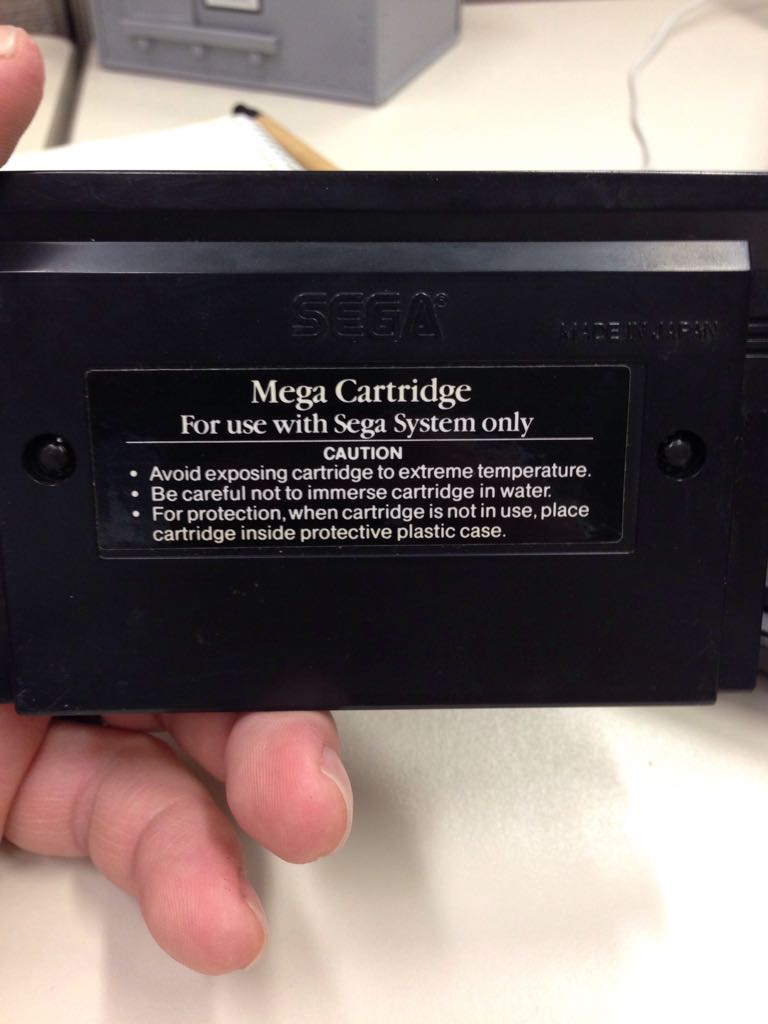 SEGA®
MADE IN JAPAN
Mega Cartridge
For use with Sega System only
CAUTION
• Avoid exposing cartridge to extreme temperature.
• Be careful not to immerse cartridge in water.
• For protection, when cartridge is not in use, place
cartridge inside protective plastic case.